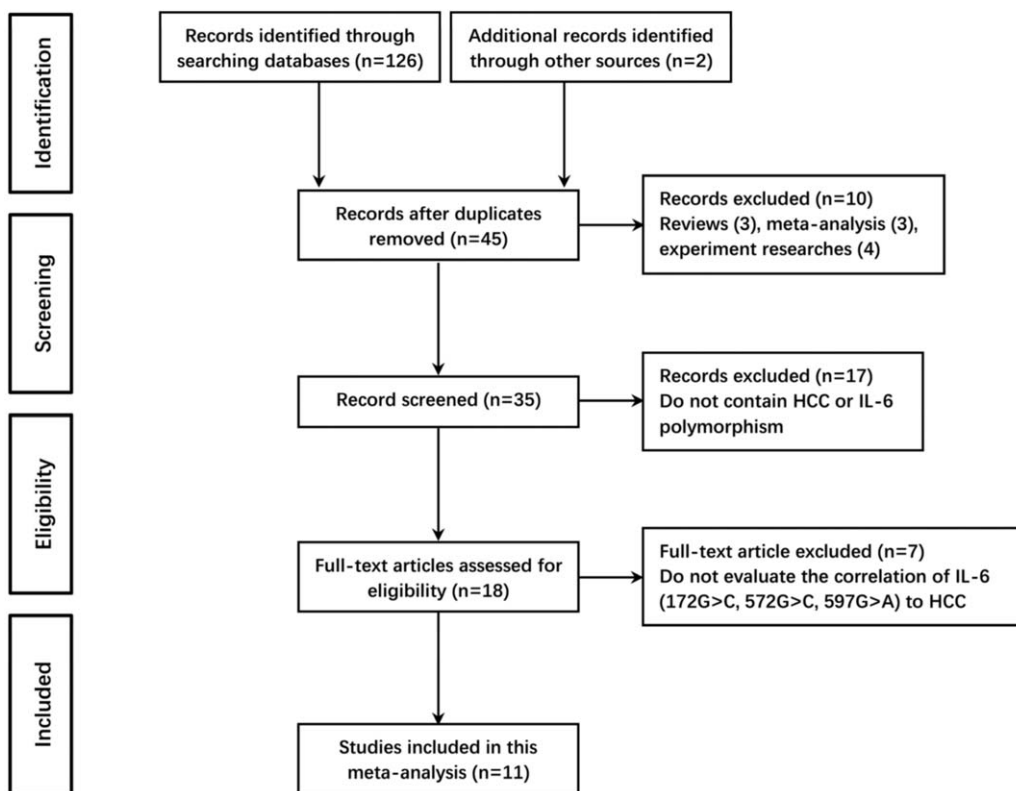 Identification
Records identified through
searching databases (n=126)
Additional records identified
through other sources (n=2)
Records after duplicates
removed (n=45)
Records excluded (n=10)
Reviews (3), meta-analysis (3),
experiment researches (4)
Screening
Record screened (n=35)
Records excluded (n=17)
Do not contain HCC or IL-6
polymorphism
Eligibility
Full-text articles assessed for
eligibility (n=18)
Full-text article excluded (n=7)
Do not evaluate the correlation of IL-6
(172G>C, 572G>C, 597G>A) to HCC
Included
Studies included in this
meta-analysis (n=11)